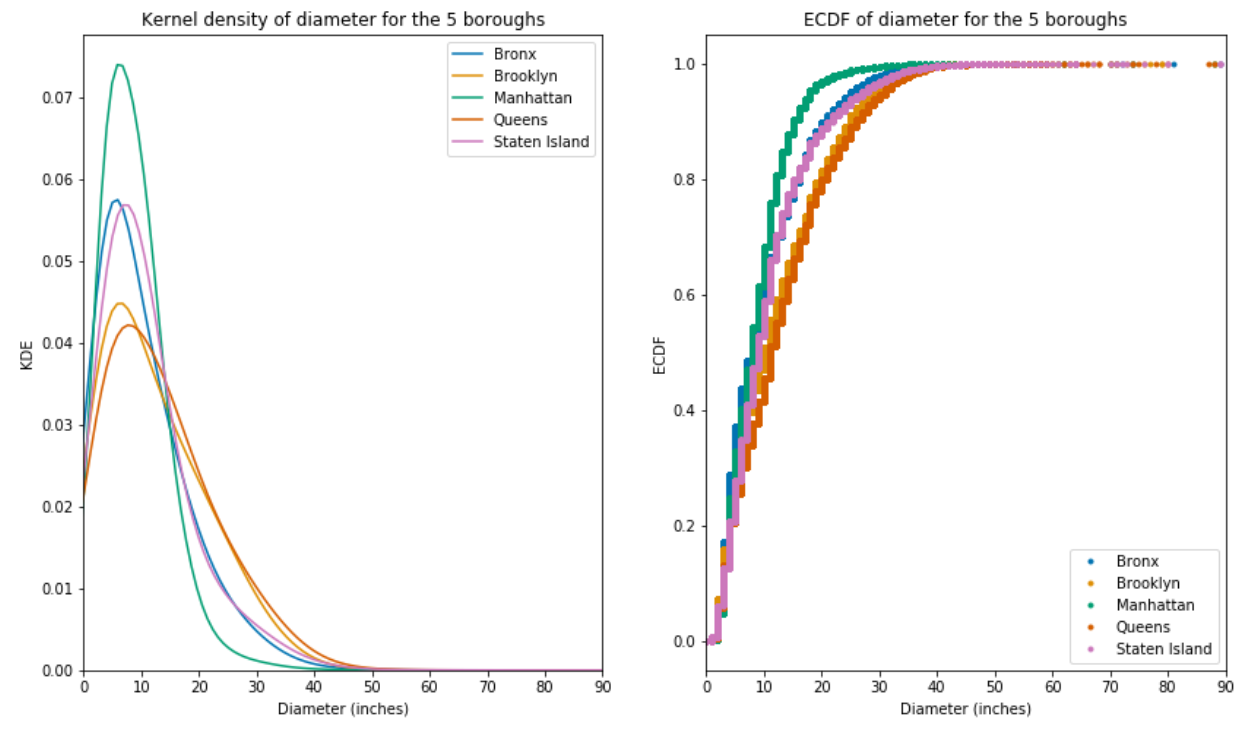 Kernel density of diameter for the 5 boroughs
Bronx
Brooklyn
Manhattan
Queens
Staten Island
0.07
0.06
0.05
0.04
0.03
0.02
0.01
0.00
KDE
0 10 20 30 40 50 60 70 80 90
Diameter (inches)
ECDF of diameter for the 5 boroughs
1.0
0.8
0.6
0.4
0.2
0.0
ECDF
Bronx
Brooklyn
Manhattan
Queens
Staten Island
0 10 20 30 40 50 60 70 80 90
Diameter (inches)